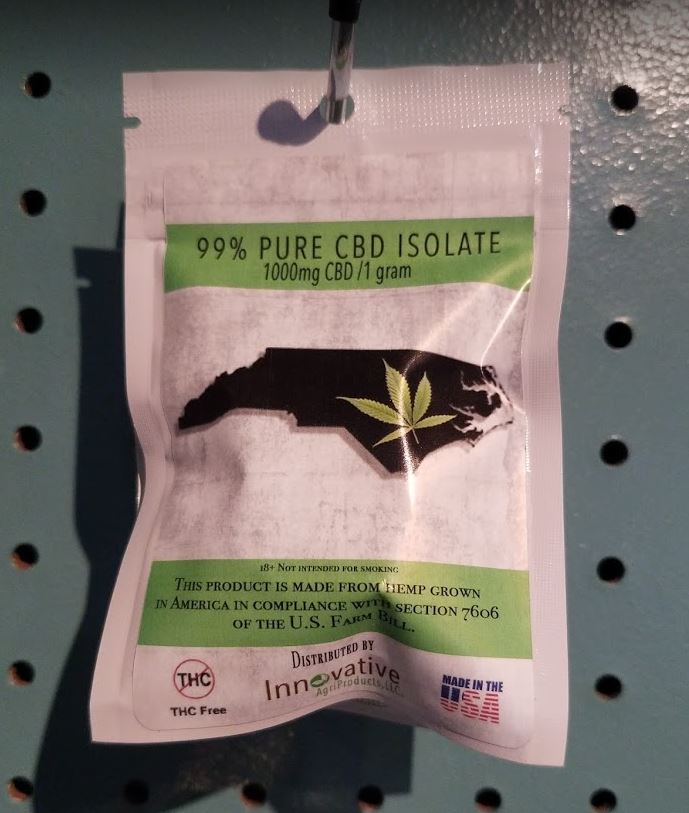 99% PURE CBD ISOLATE
1000mg CBD /1 gram
18+ NOT INTENDED FOR SMOKING
THIS PRODUCT IS MADE FROM HEMP GROWN
IN AMERICA IN COMPLIANCE WITH SECTION 7606
OF THE U.S. FARM BILL.
DISTRIBUTED BY
Innovative
AgriProducts, LLC.
THC
THC Free
MADE IN THE
USA